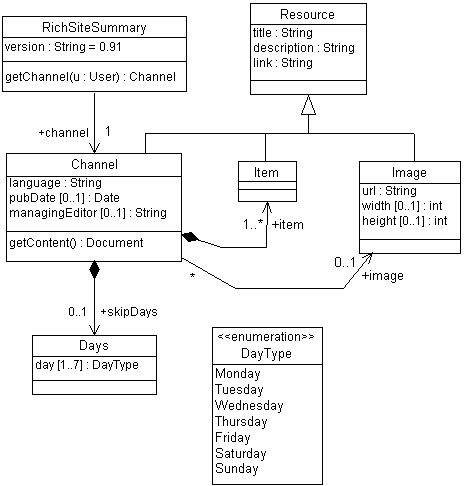 RichSiteSummary
version : String = 0.91
getChannel(u : User) : Channel
Resource
title : String
description : String
link : String
+channel
1
Channel
language : String
pubDate [0..1] : Date
managingEditor [0..1] : String
getContent() : Document
Item
Image
url : String
width [0..1] : int
height [0..1] : int
1..*
+item
0..1
+image
*
0..1
+skipDays
Days
day [1..7] : DayType
<<enumeration>>
DayType
Monday
Tuesday
Wednesday
Thursday
Friday
Saturday
Sunday